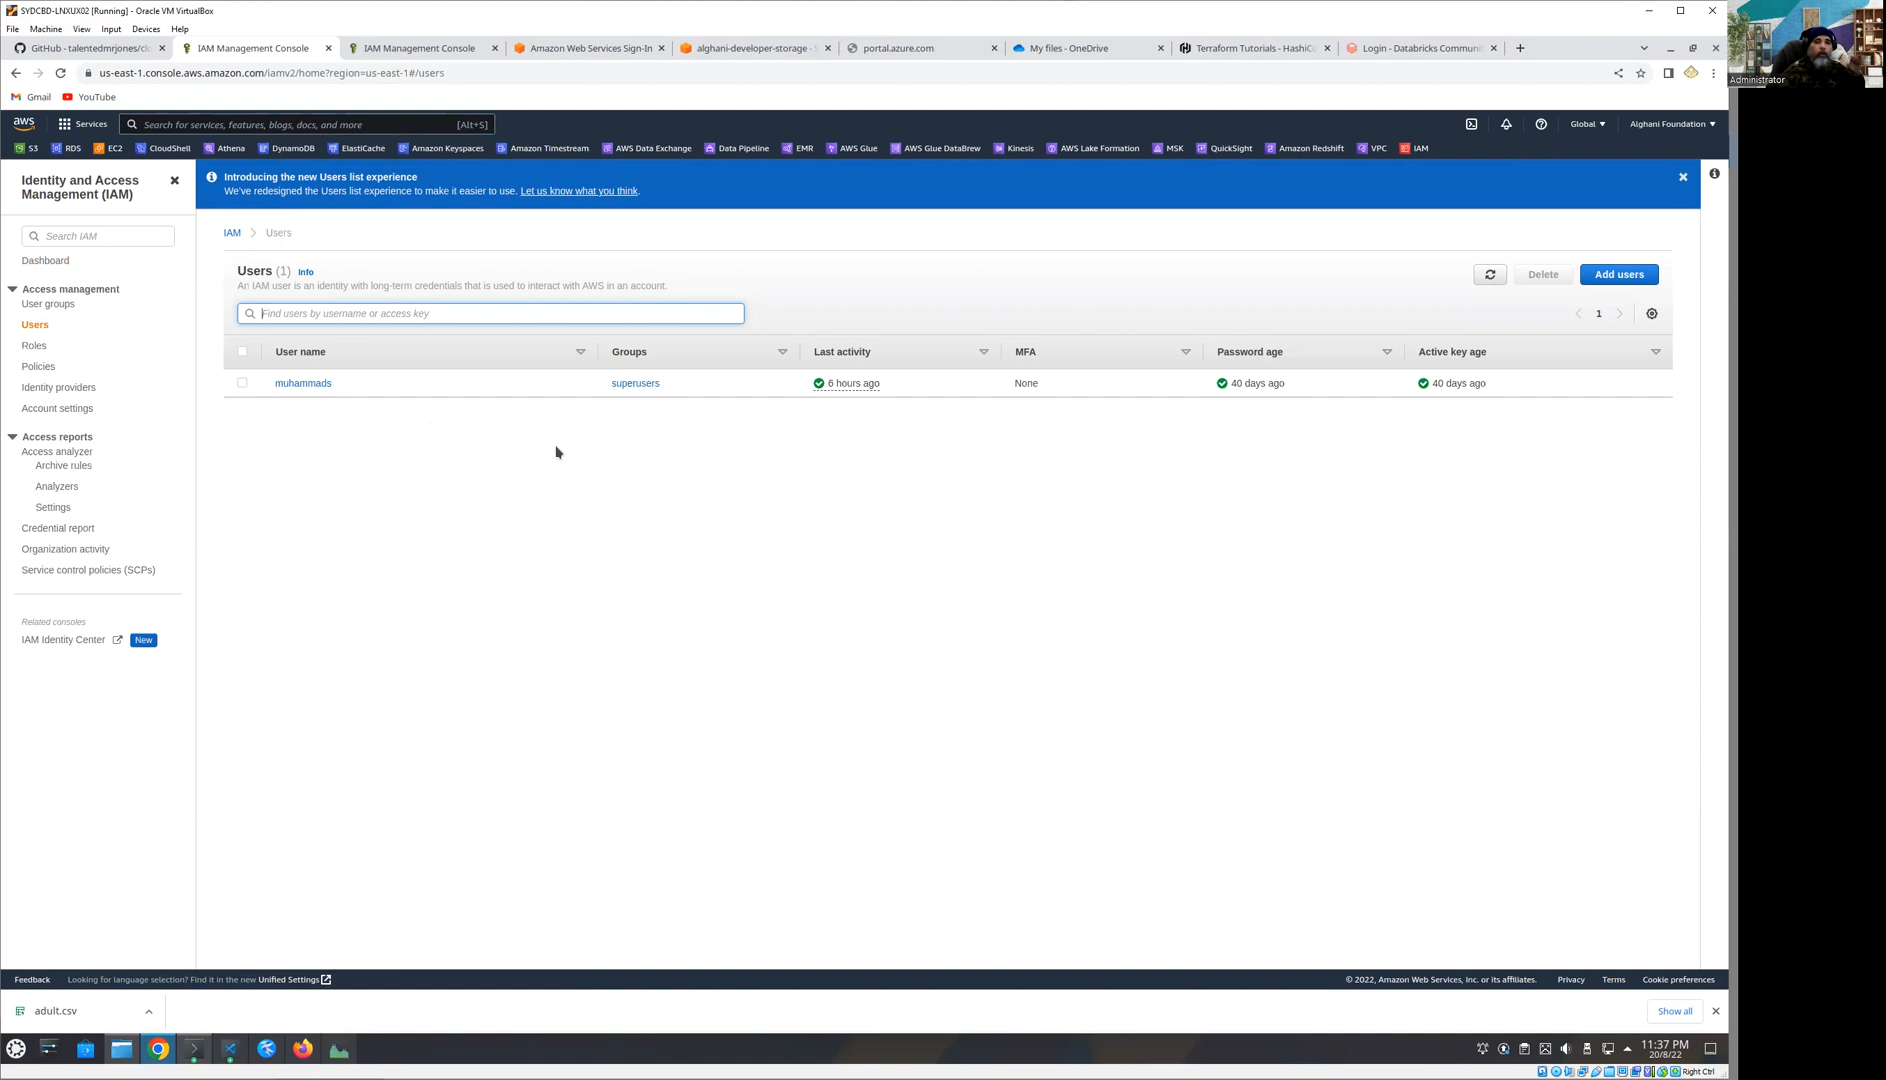 SYDCBD-LNXUX02 [Running] - Oracle VM VirtualBox
File Machine View Input Devices Help
GitHub - talentedmrjones/clo
IAM Management Console
IAM Management Console
Amazon Web Services Sign-In
alghani-developer-storage - S
portal.azure.com
My files - OneDrive
Terraform Tutorials - HashiCo
Login - Databricks Communit
us-east-1.console.aws.amazon.com/iamv2/home?region=us-east-1#/users
Gmail YouTube
Administrator
aws Services Search for services, features, blogs, docs, and more [Alt+S] Global Alghani Foundation
S3 RDS EC2 CloudShell Athena DynamoDB ElastiCache Amazon Keyspaces Amazon Timestream AWS Data Exchange Data Pipeline EMR AWS Glue AWS Glue DataBrew Kinesis AWS Lake Formation MSK QuickSight Amazon Redshift VPC IAM
Identity and Access
Management (IAM)
Search IAM
Dashboard
Access management
User groups
Users
Roles
Policies
Identity providers
Account settings
Access reports
Access analyzer
Archive rules
Analyzers
Settings
Credential report
Organization activity
Service control policies (SCPs)
Related consoles
IAM Identity Center New
Introducing the new Users list experience
We've redesigned the Users list experience to make it easier to use. Let us know what you think.
IAM > Users
Users (1) Info
An IAM user is an identity with long-term credentials that is used to interact with AWS in an account.
Delete Add users
Find users by username or access key
1
User name Groups Last activity MFA Password age Active key age
muhammads superusers 6 hours ago None 40 days ago 40 days ago
Feedback Looking for language selection? Find it in the new Unified Settings © 2022, Amazon Web Services, Inc. or its affiliates. Privacy Terms Cookie preferences
adult.csv Show all
11:37 PM
20/8/22
Right Ctrl